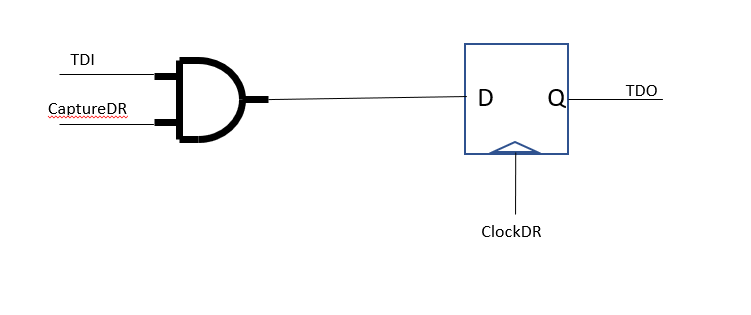 TDI
CaptureDR
D
Q
TDO
ClockDR